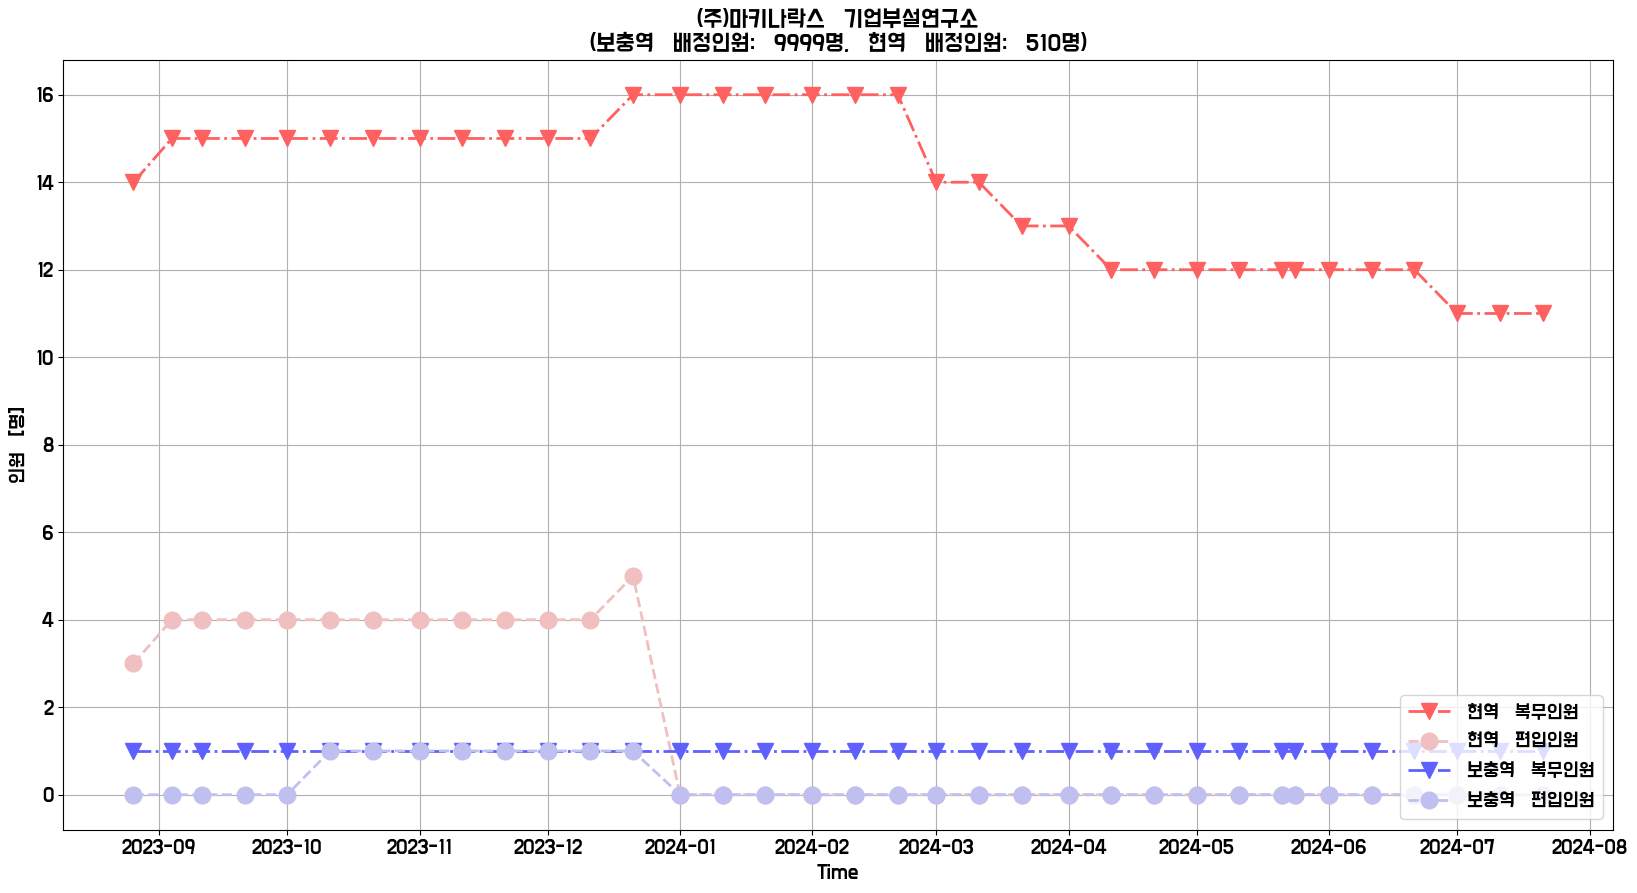 (주)마키나락스 기업부설연구소
(보충역 배정인원: 9999명, 현역 배정인원: 510명)
인원 [명]
16
14
12
10
8
6
4
2
0
현역 복무인원
현역 편입인원
보충역 복무인원
보충역 편입인원
2023-09 2023-10 2023-11 2023-12 2024-01 2024-02 2024-03 2024-04 2024-05 2024-06 2024-07 2024-08
Time